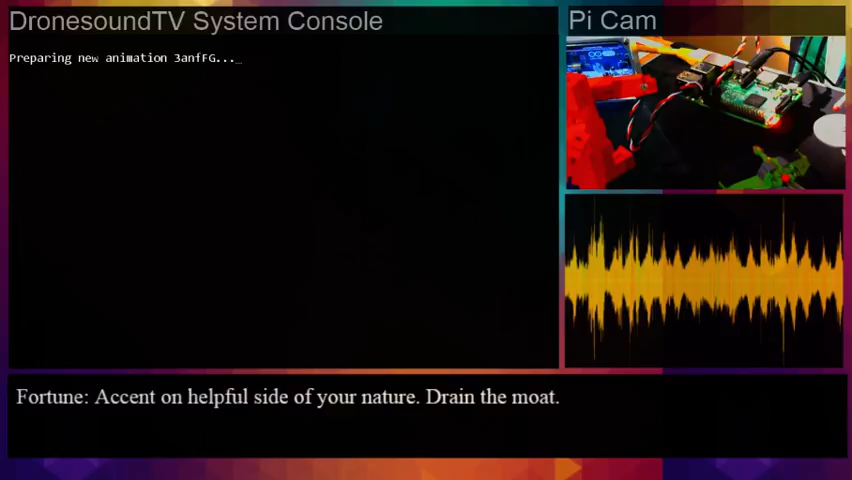 DronesoundTV System Console
Pi Cam
Preparing new animation 3anfFG..._
Fortune: Accent on helpful side of your nature. Drain the moat.